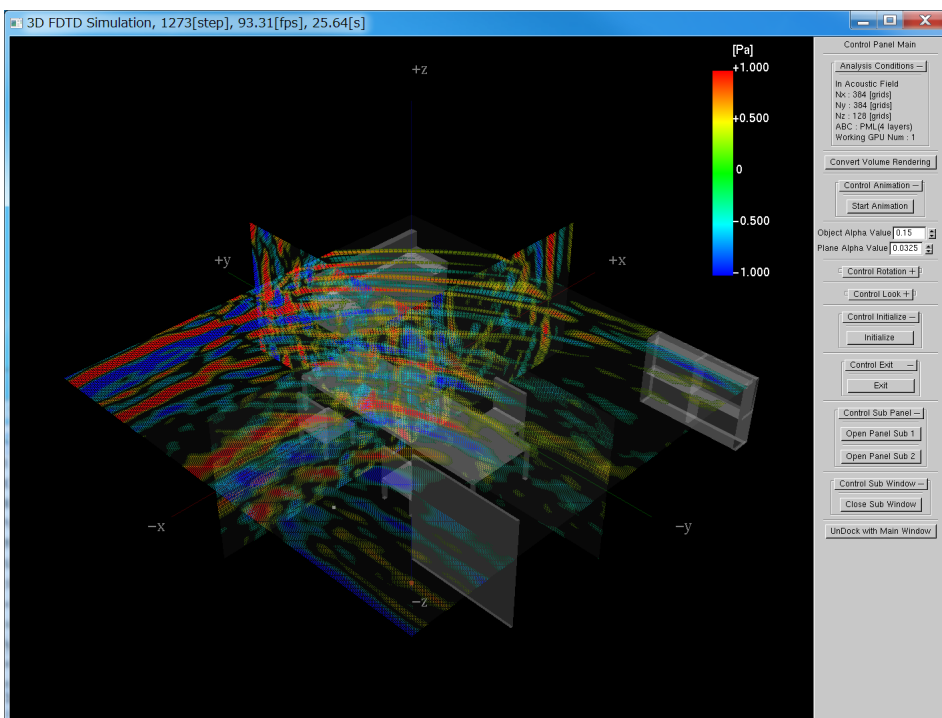 3D FDTD Simulation, 1273[step], 93.31[fps], 25.64[s]
Control Panel Main
Analysis Conditions −
In Acoustic Field
Nx : 384 [grids]
Ny : 384 [grids]
Nz : 128 [grids]
ABC : PML(4 layers)
Working GPU Num : 1
Convert Volume Rendering
Control Animation −
Start Animation
Object Alpha Value 0.15
Plane Alpha Value 0.0325
Control Rotation +
Control Look +
Control Initialize −
Initialize
Control Exit −
Exit
Control Sub Panel −
Open Panel Sub 1
Open Panel Sub 2
Control Sub Window −
Close Sub Window
UnDock with Main Window
[Pa]
+1.000
+0.500
0
−0.500
−1.000
+z
+y
+x
−x
−y
−z